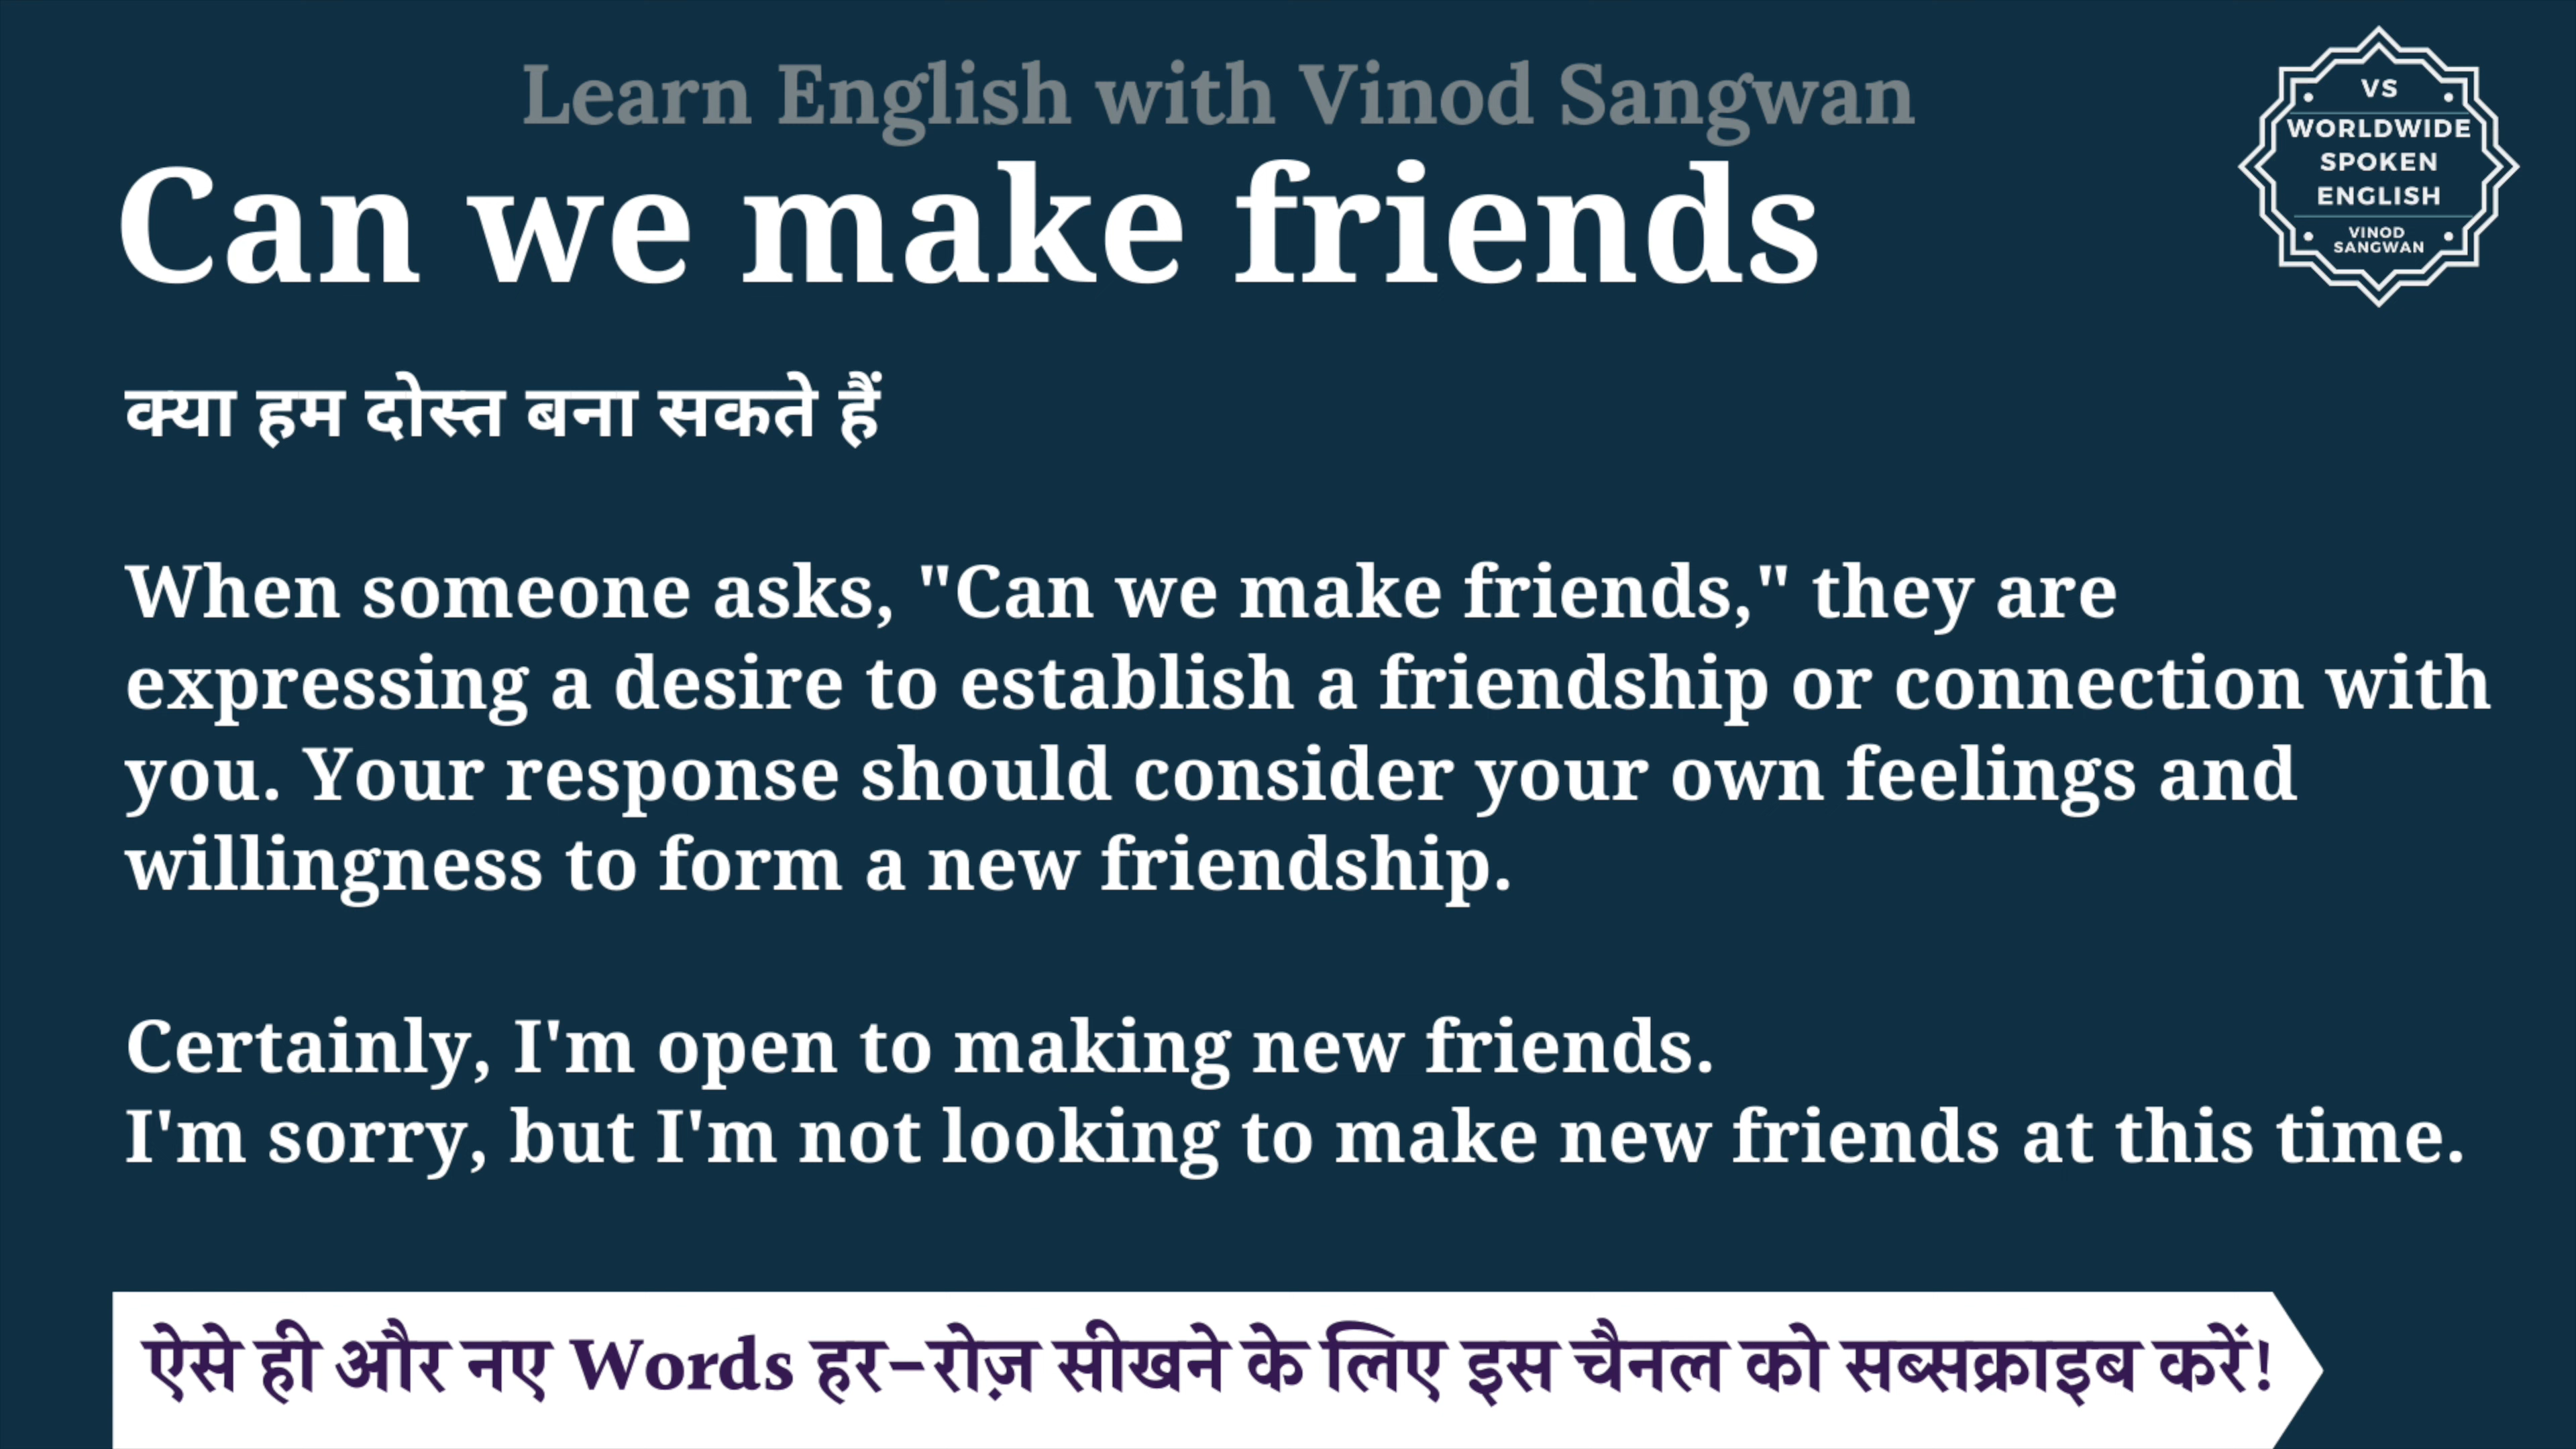 Learn English with Vinod Sangwan
VS
WORLDWIDE
SPOKEN
ENGLISH
VINOD
SANGWAN
Can we make friends
क्या हम दोस्त बना सकते हैं
When someone asks, "Can we make friends," they are
expressing a desire to establish a friendship or connection with
you. Your response should consider your own feelings and
willingness to form a new friendship.
Certainly, I'm open to making new friends.
I'm sorry, but I'm not looking to make new friends at this time.
ऐसे ही और नए Words हर-रोज़ सीखने के लिए इस चैनल को सब्सक्राइब करें!